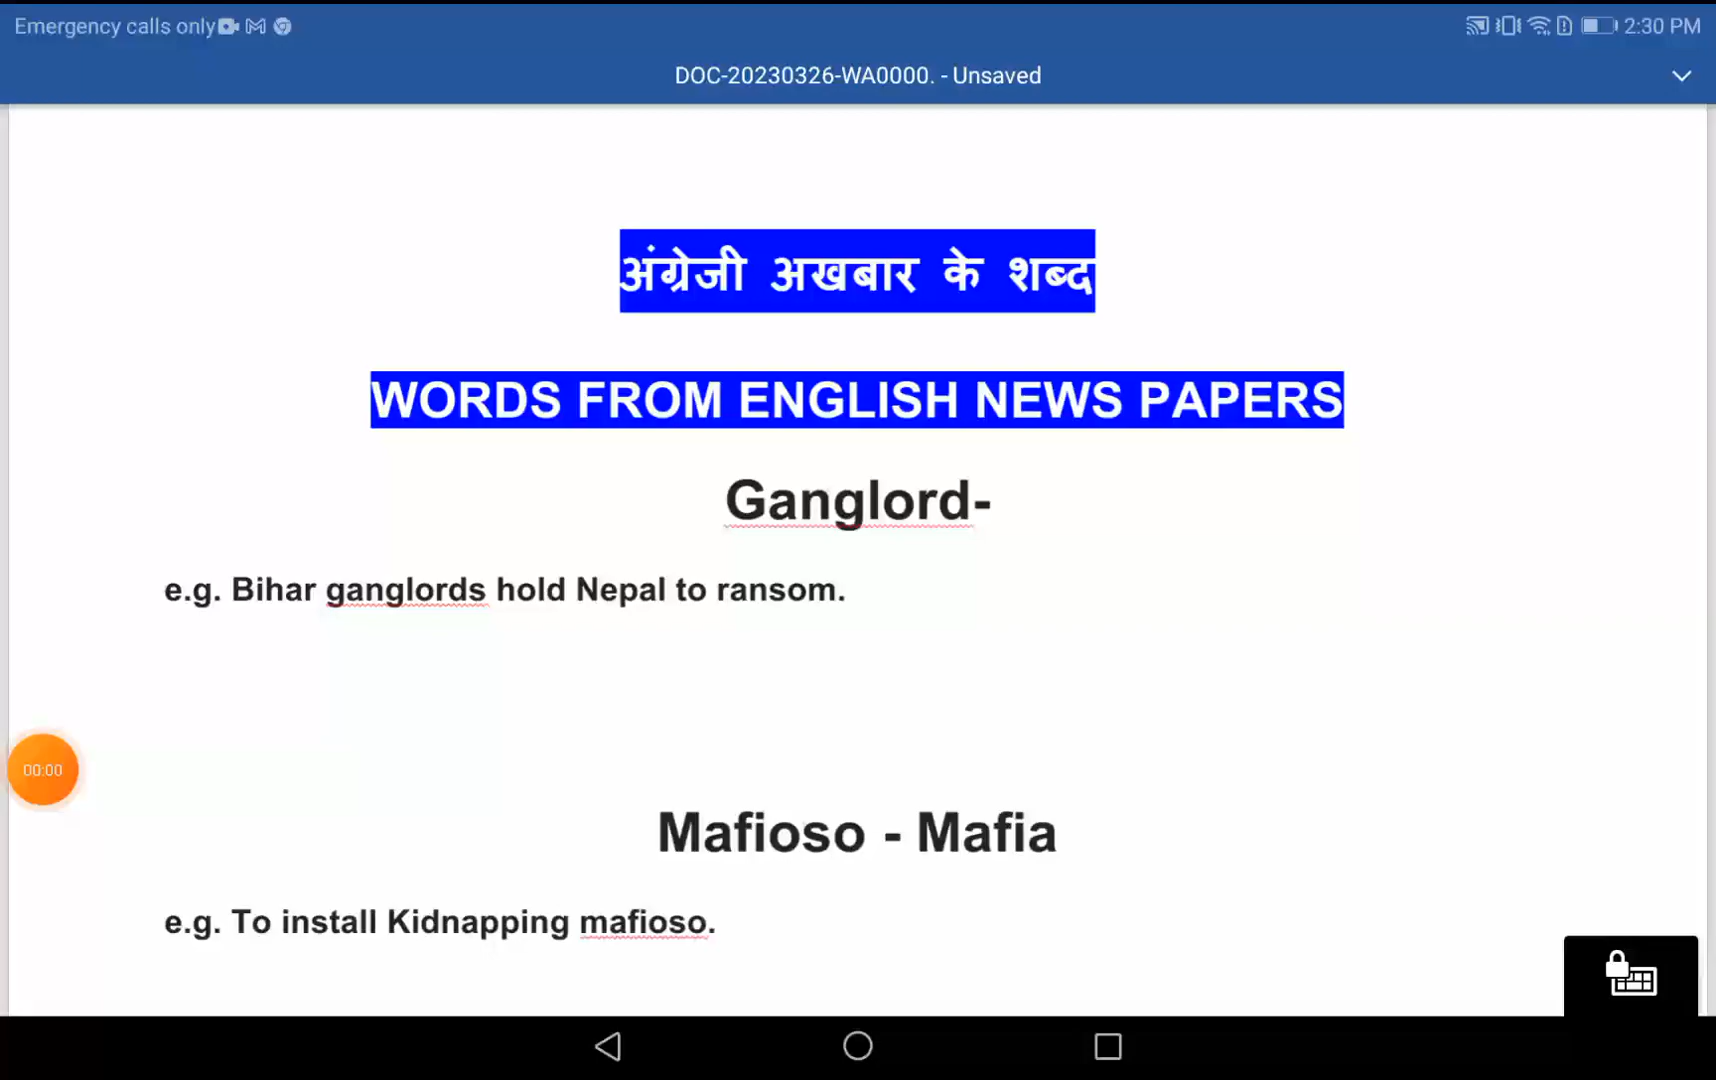 Emergency calls only
2:30 PM
DOC-20230326-WA0000. - Unsaved
अंग्रेजी अखबार के शब्द
WORDS FROM ENGLISH NEWS PAPERS
Ganglord-
e.g. Bihar ganglords hold Nepal to ransom.
00:00
Mafioso - Mafia
e.g. To install Kidnapping mafioso.